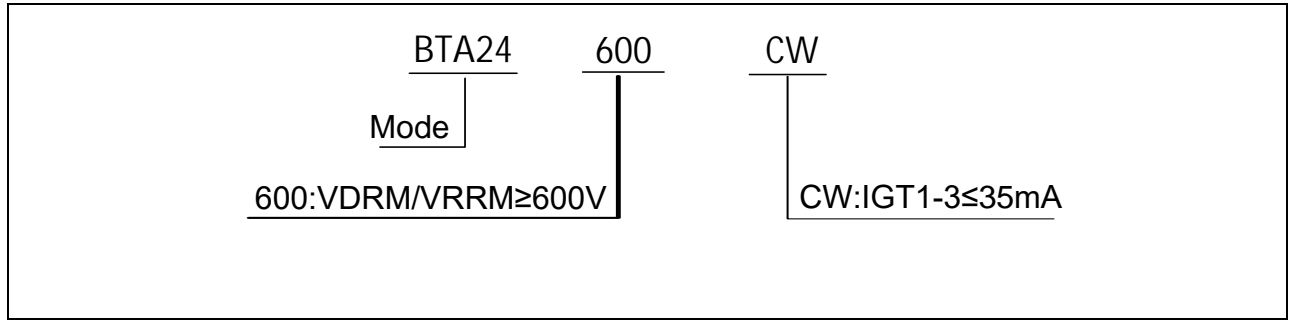 BTA24 600 CW
Mode
600:VDRM/VRRM≥600V CW:IGT1-3≤35mA